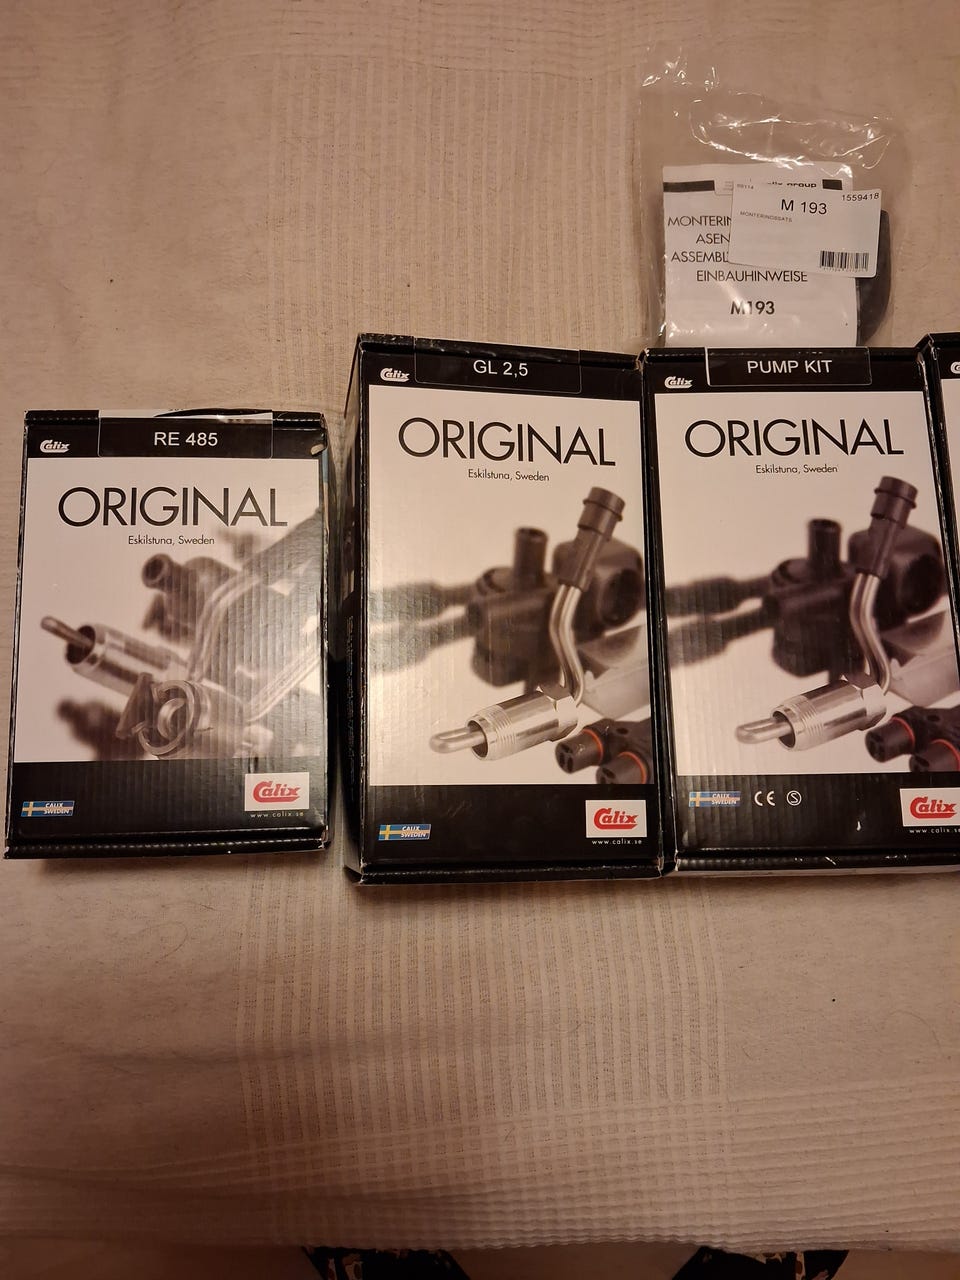 M 193
1559418
MONTERINGSSATS
MONTERIN
ASEN
ASSEMBL
EINBAUHINWEISE
M193
Calix
RE 485
ORIGINAL
Eskilstuna, Sweden
CALIX
SWEDEN
Calix
www.calix.se
Calix
GL 2,5
ORIGINAL
Eskilstuna, Sweden
CALIX
SWEDEN
Calix
www.calix.se
Calix
PUMP KIT
ORIGINAL
Eskilstuna, Sweden
CALIX
SWEDEN
CE S
Calix
www.calix.se